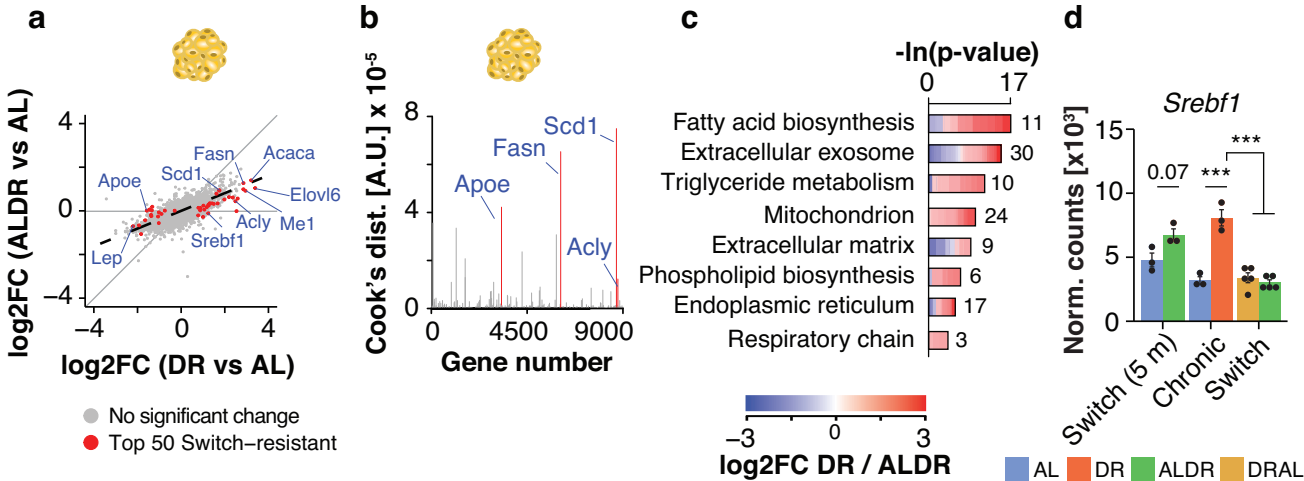 a
log2FC (ALDR vs AL)
4
0
−4
−4
0
4
log2FC (DR vs AL)
Apoe
Scd1
Fasn
Acaca
Elovl6
Me1
Acly
Srebf1
Lep
No significant change
Top 50 Switch−resistant
b
Cook's dist. [A.U.] x 10-5
8
4
0
0
4500
9000
Gene number
Apoe
Fasn
Scd1
Acly
c
-ln(p-value)
0
17
Fatty acid biosynthesis 11
Extracellular exosome 30
Triglyceride metabolism 10
Mitochondrion 24
Extracellular matrix 9
Phospholipid biosynthesis 6
Endoplasmic reticulum 17
Respiratory chain 3
−3
0
3
log2FC DR / ALDR
d
Srebf1
Norm. counts [x10³]
15
10
5
0
0.07
***
***
Switch (5 m)
Chronic
Switch
AL
DR
ALDR
DRAL